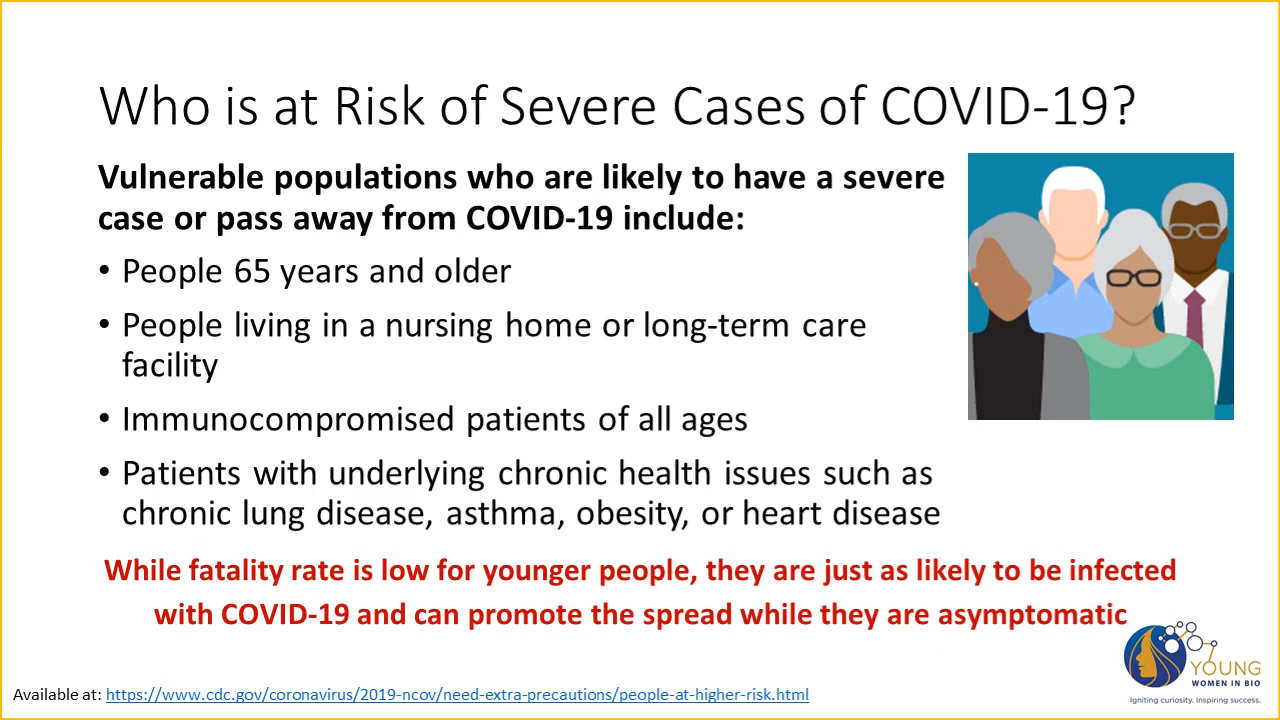 Who is at Risk of Severe Cases of COVID-19?
Vulnerable populations who are likely to have a severe
case or pass away from COVID-19 include:
• People 65 years and older
• People living in a nursing home or long-term care
facility
• Immunocompromised patients of all ages
• Patients with underlying chronic health issues such as
chronic lung disease, asthma, obesity, or heart disease
While fatality rate is low for younger people, they are just as likely to be infected
with COVID-19 and can promote the spread while they are asymptomatic
YOUNG
WOMEN IN BIO
Igniting curiosity. Inspiring success.
Available at: https://www.cdc.gov/coronavirus/2019-ncov/need-extra-precautions/people-at-higher-risk.html